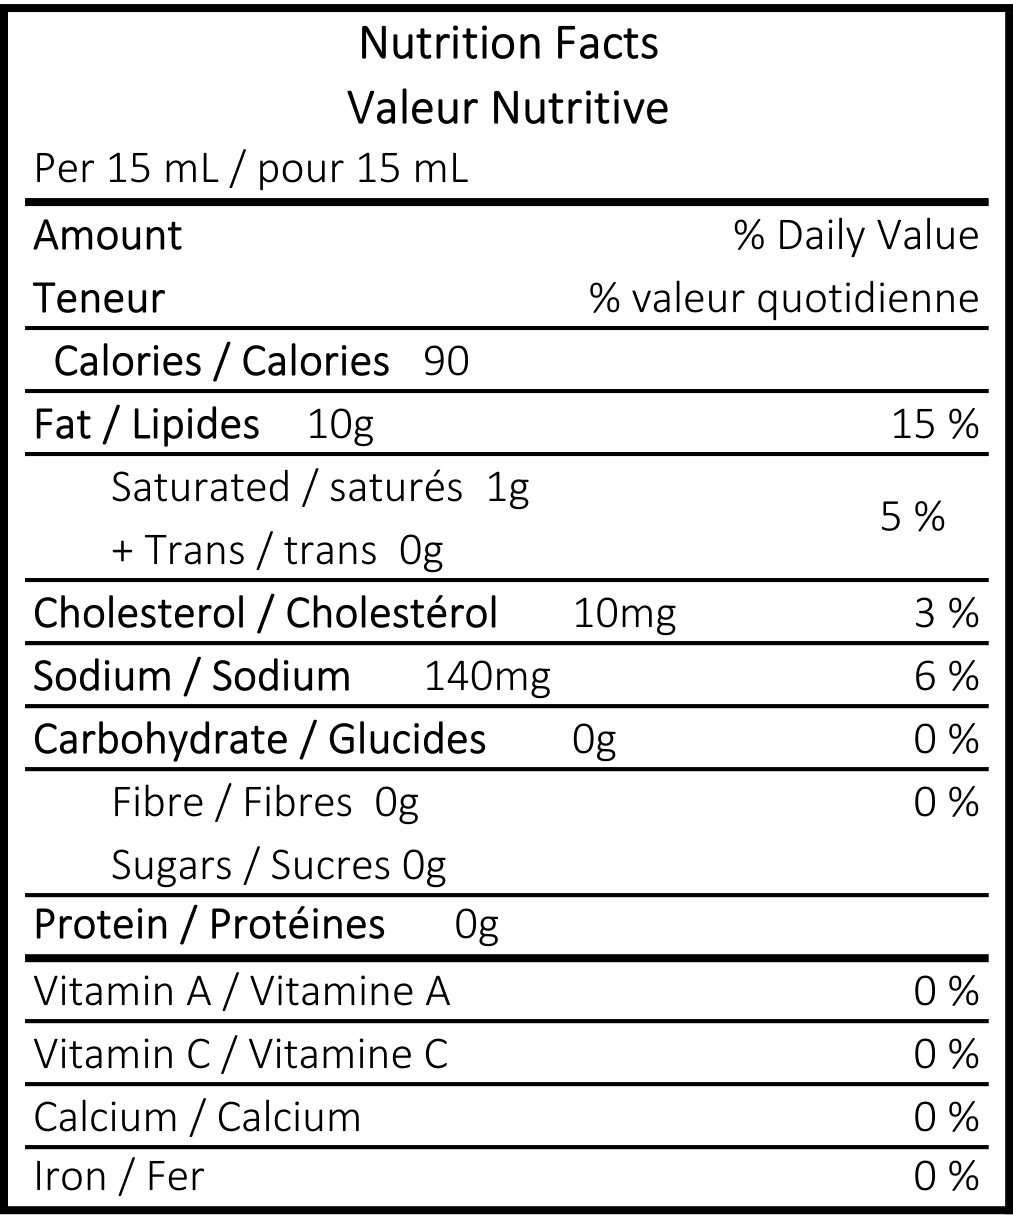 Nutrition Facts
Valeur Nutritive
Per 15 mL / pour 15 mL
Amount % Daily Value
Teneur % valeur quotidienne
Calories / Calories 90
Fat / Lipides 10g 15 %
Saturated / saturés 1g
5 %
+ Trans / trans 0g
Cholesterol / Cholestérol 10mg 3 %
Sodium / Sodium 140mg 6 %
Carbohydrate / Glucides 0g 0 %
Fibre / Fibres 0g 0 %
Sugars / Sucres 0g
Protein / Protéines 0g
Vitamin A / Vitamine A 0 %
Vitamin C / Vitamine C 0 %
Calcium / Calcium 0 %
Iron / Fer 0 %